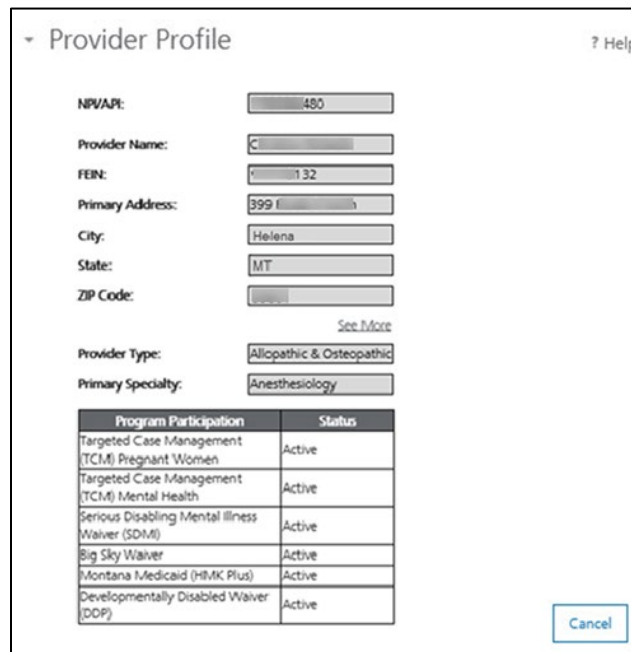 Provider Profile
? Help
NPI/API: 480
Provider Name: C
FEIN: 132
Primary Address: 399
City: Helena
State: MT
ZIP Code:
See More
Provider Type: Allopathic & Osteopathic
Primary Specialty: Anesthesiology
Program Participation Status
Targeted Case Management
(TCM) Pregnant Women Active
Targeted Case Management
(TCM) Mental Health Active
Serious Disabling Mental Illness
Waiver (SDMI) Active
Big Sky Waiver Active
Montana Medicaid (HMK Plus) Active
Developmentally Disabled Waiver
(DDP) Active
Cancel